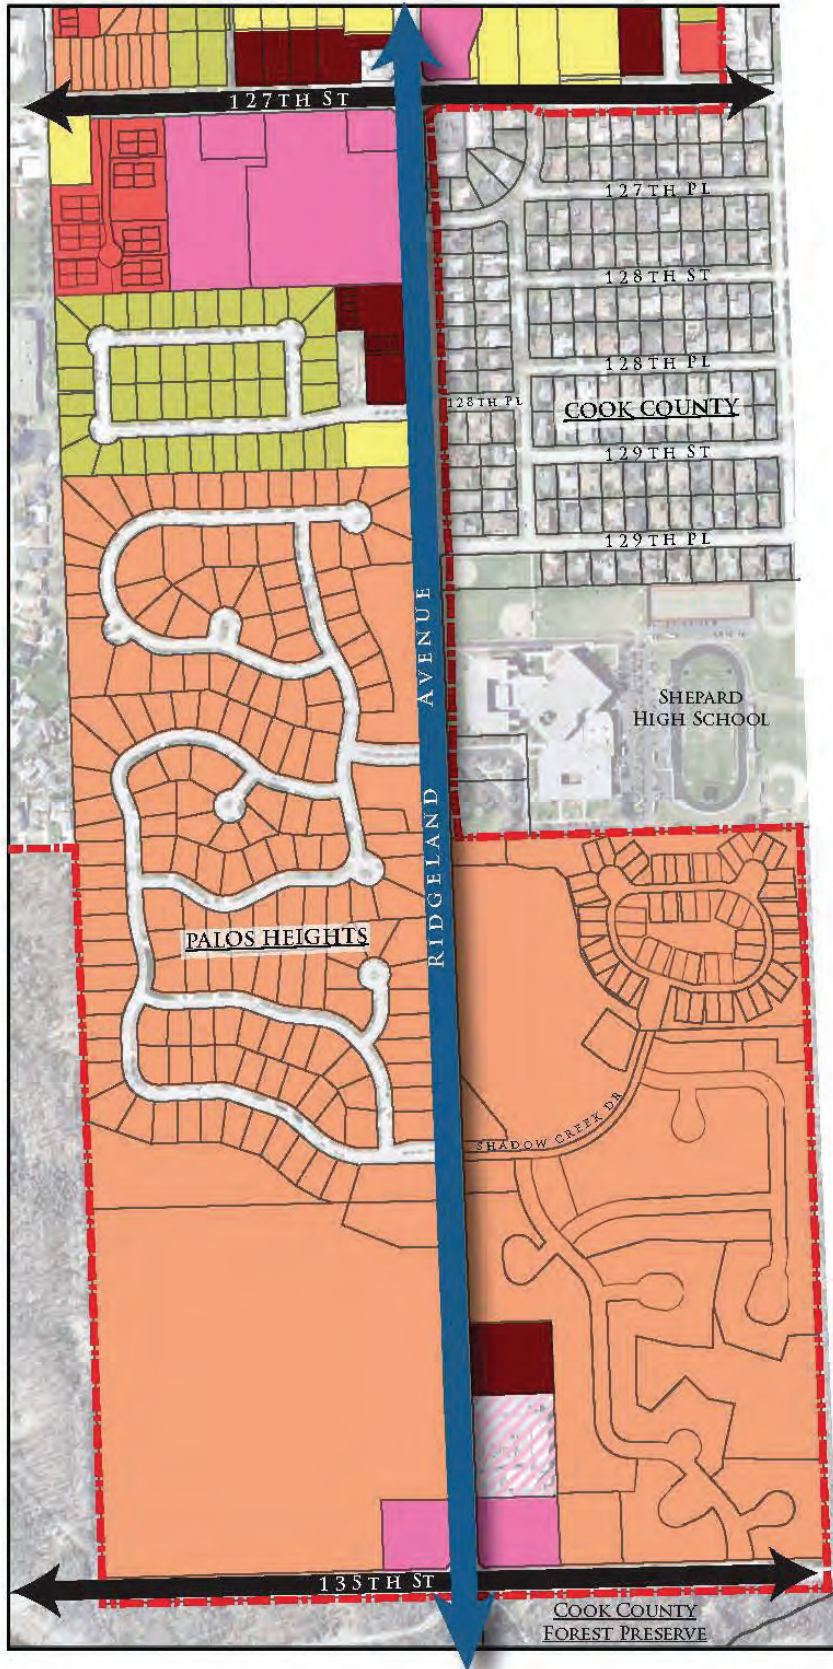 127TH ST
127TH PL
128TH ST
128TH PL
128TH PL
COOK COUNTY
129TH ST
129TH PL
RIDGELAND AVENUE
SHEPARD
HIGH SCHOOL
PALOS HEIGHTS
SHADOW CREEK DR
135TH ST
COOK COUNTY
FOREST PRESERVE